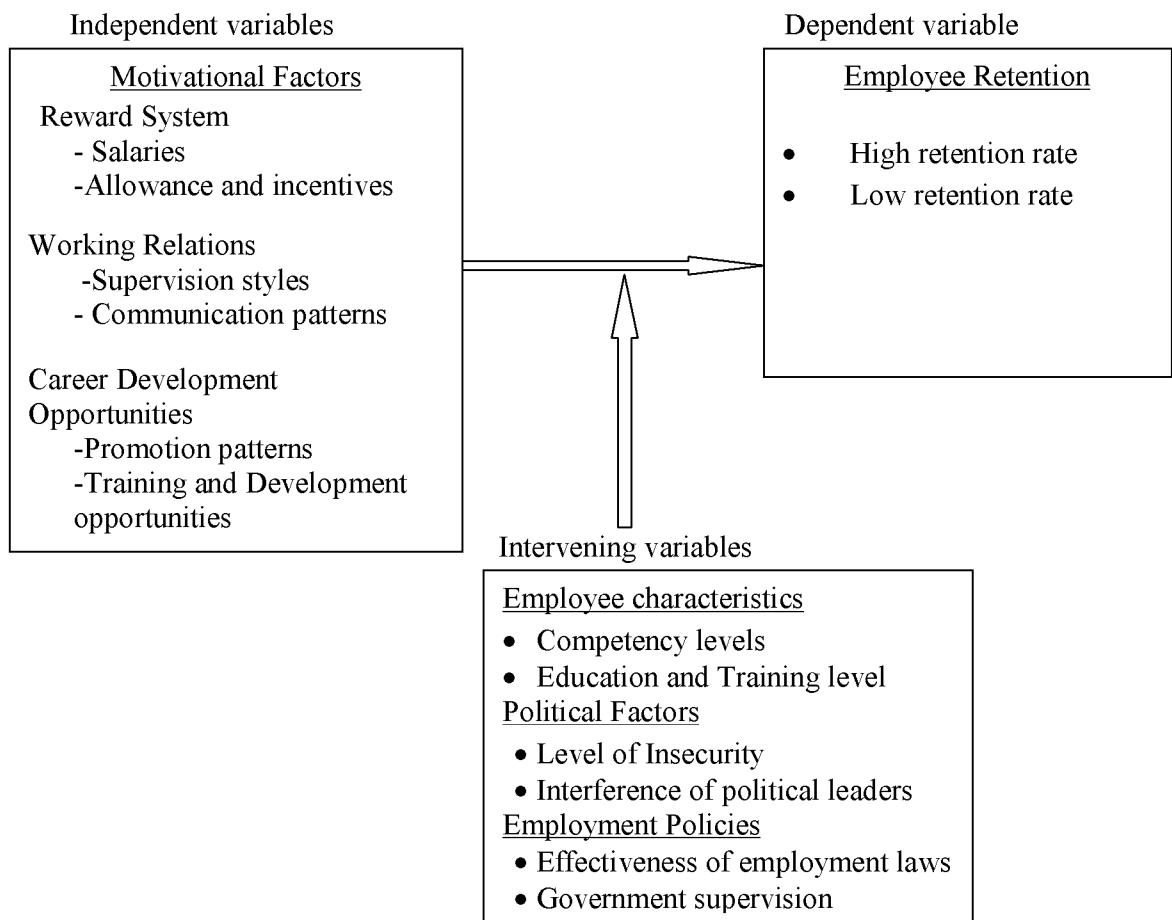 Independent variables
Motivational Factors
Reward System
- Salaries
-Allowance and incentives
Working Relations
-Supervision styles
- Communication patterns
Career Development
Opportunities
-Promotion patterns
-Training and Development
opportunities
Dependent variable
Employee Retention
• High retention rate
• Low retention rate
Intervening variables
Employee characteristics
• Competency levels
• Education and Training level
Political Factors
• Level of Insecurity
• Interference of political leaders
Employment Policies
• Effectiveness of employment laws
• Government supervision